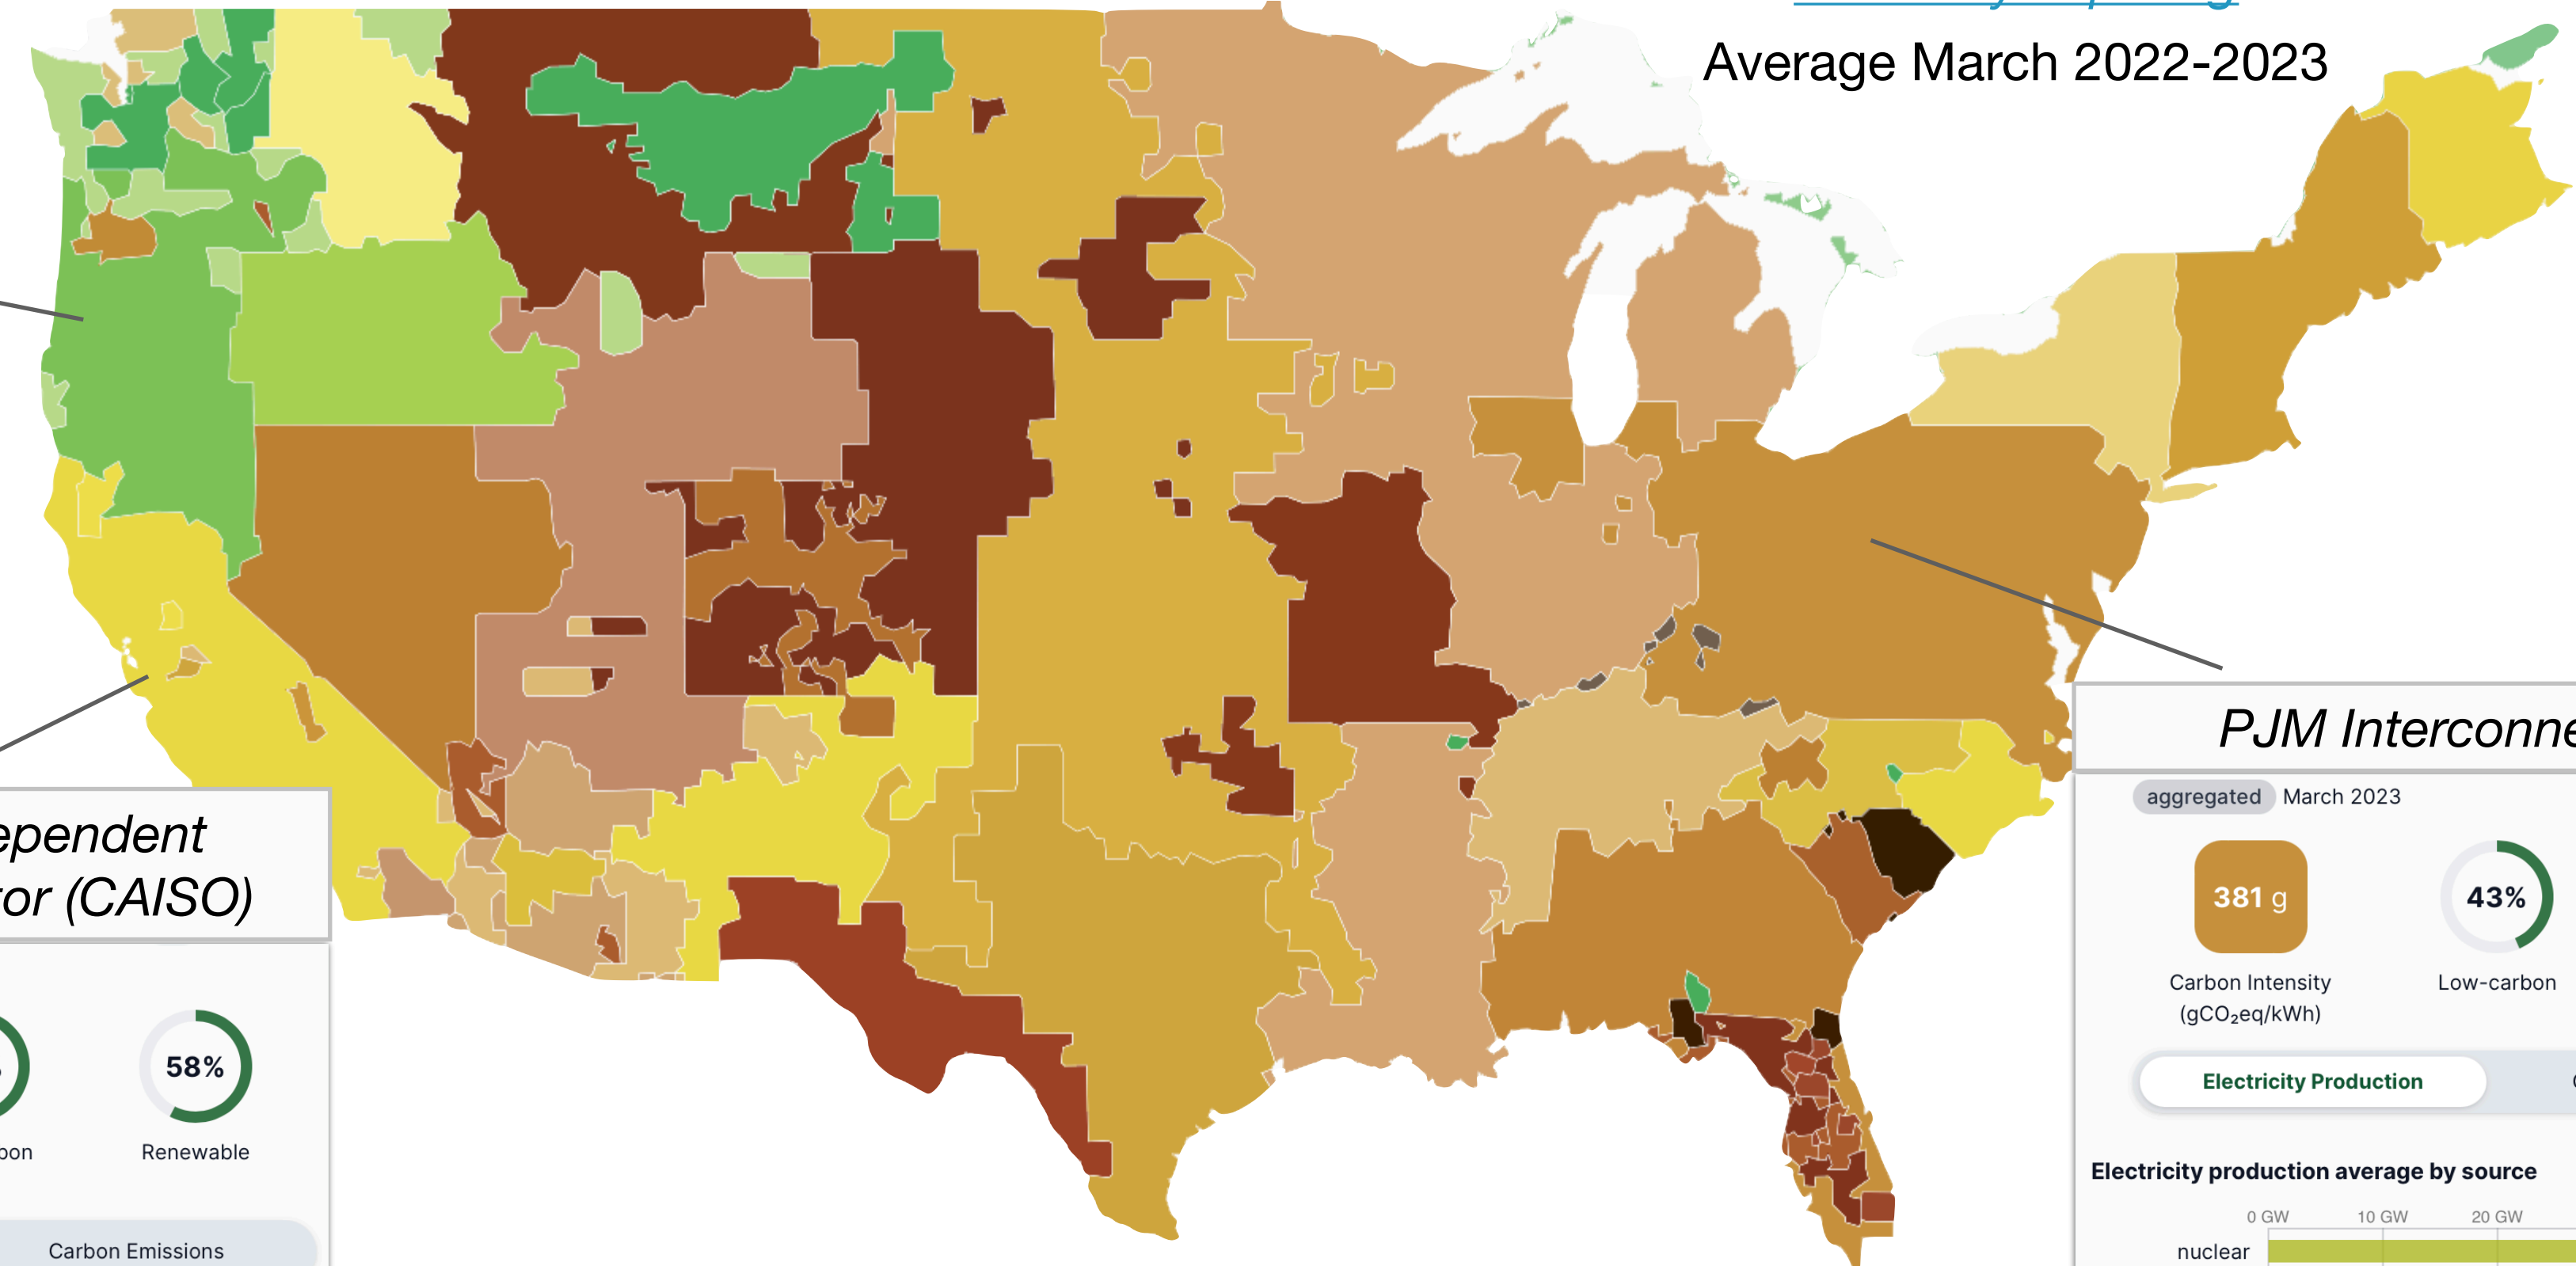 Average March 2022-2023
PJM Interconne
aggregated March 2023
381 g
43%
Carbon Intensity
(gCO₂eq/kWh)
Low-carbon
Electricity Production
Electricity production average by source
0 GW 10 GW 20 GW
nuclear
ependent
tor (CAISO)
58%
bon
Renewable
Carbon Emissions